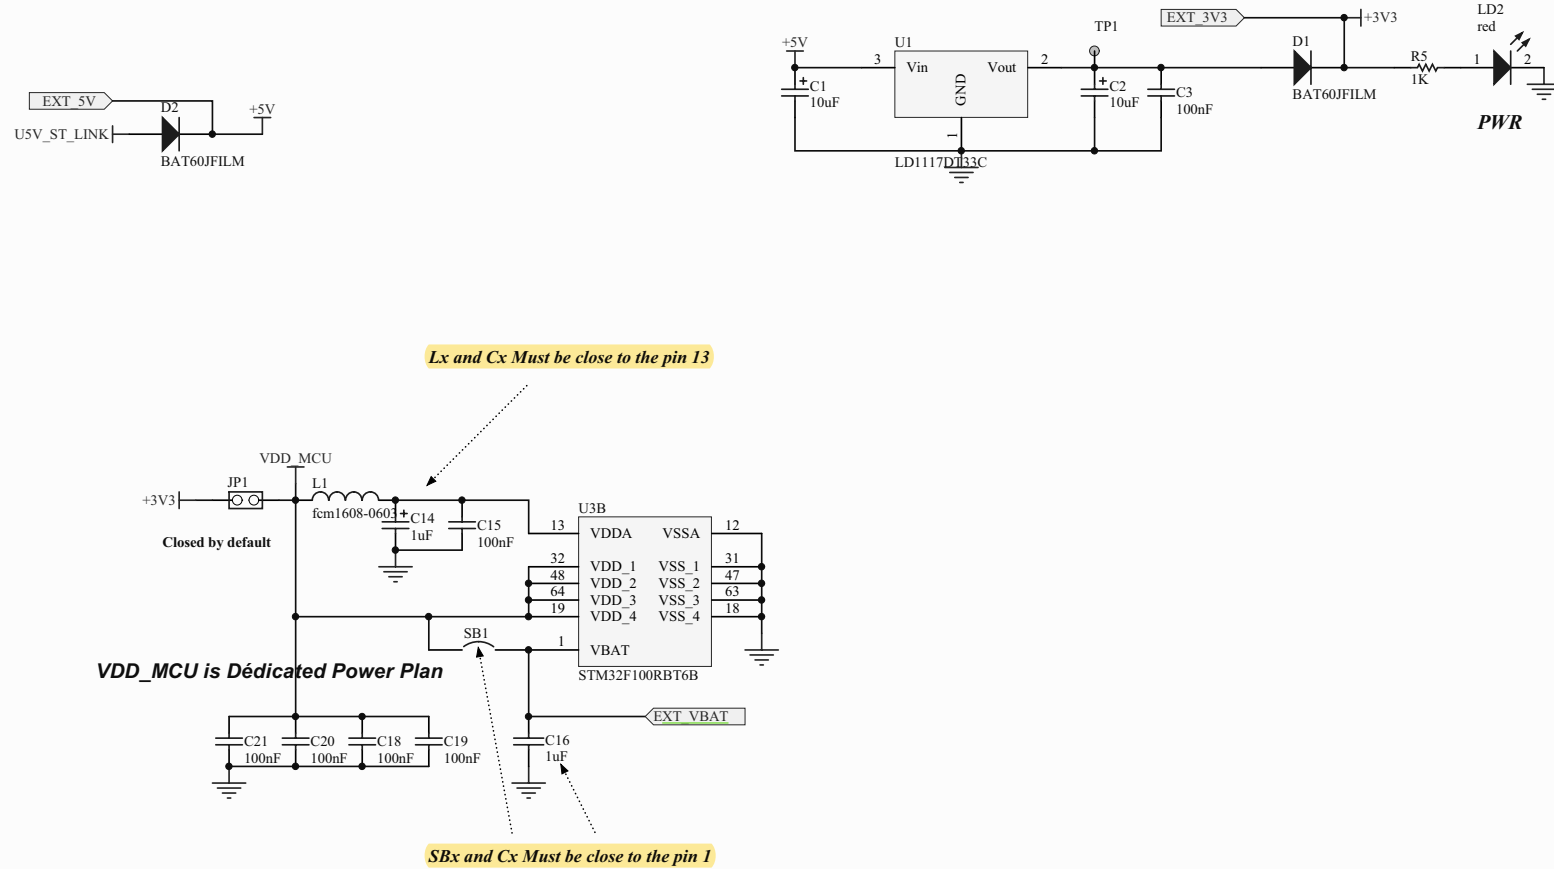 EXT_5V
U5V_ST_LINK
D2
BAT60JFILM
+5V
+5V
C1
10uF
U1
3
Vin
Vout
2
GND
1
LD1117DT33C
TP1
C2
10uF
C3
100nF
EXT_3V3
+3V3
D1
BAT60JFILM
R5
1K
LD2
red
1
2
PWR
Lx and Cx Must be close to the pin 13
VDD_MCU
+3V3
JP1
Closed by default
L1
fcm1608-0603
C14
1uF
C15
100nF
U3B
13
VDDA
VSSA
12
32
VDD_1
VSS_1
31
48
VDD_2
VSS_2
47
64
VDD_3
VSS_3
63
19
VDD_4
VSS_4
18
SB1
1
VBAT
STM32F100RBT6B
VDD_MCU is Dédicated Power Plan
EXT_VBAT
C21
100nF
C20
100nF
C18
100nF
C19
100nF
C16
1uF
SBx and Cx Must be close to the pin 1